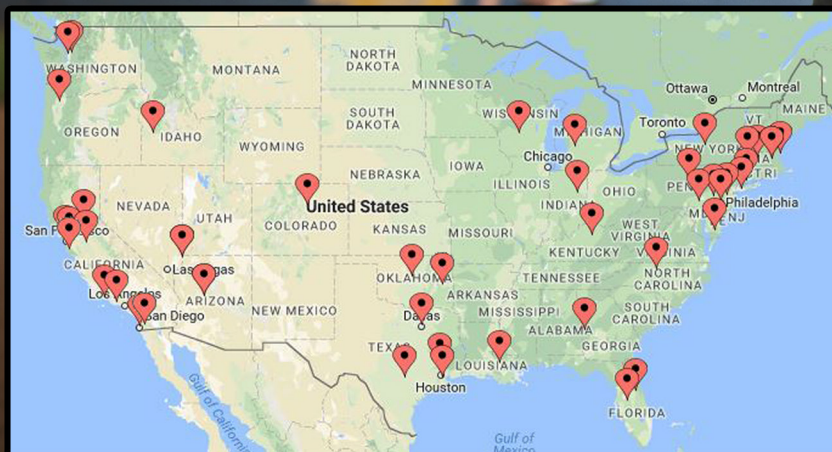 Ottawa
Montreal
WASHINGTON
MONTANA
NORTH
DAKOTA
MINNESOTA
MAINE
VT
Toronto
OREGON
IDAHO
SOUTH
DAKOTA
WISCONSIN
MICHIGAN
NEW YORK
WYOMING
Chicago
IOWA
NEBRASKA
ILLINOIS
OHIO
Philadelphia
NEVADA
UTAH
United States
COLORADO
KANSAS
MISSOURI
INDIANA
WEST
VIRGINIA
VIRGINIA
NJ
KENTUCKY
CALIFORNIA
Las Vegas
Los Angeles
San Diego
ARIZONA
NEW MEXICO
OKLAHOMA
ARKANSAS
TENNESSEE
NORTH
CAROLINA
SOUTH
CAROLINA
MISSISSIPPI
ALABAMA
GEORGIA
Dallas
TEXAS
LOUISIANA
Houston
FLORIDA
Gulf of California
Gulf of
Mexico